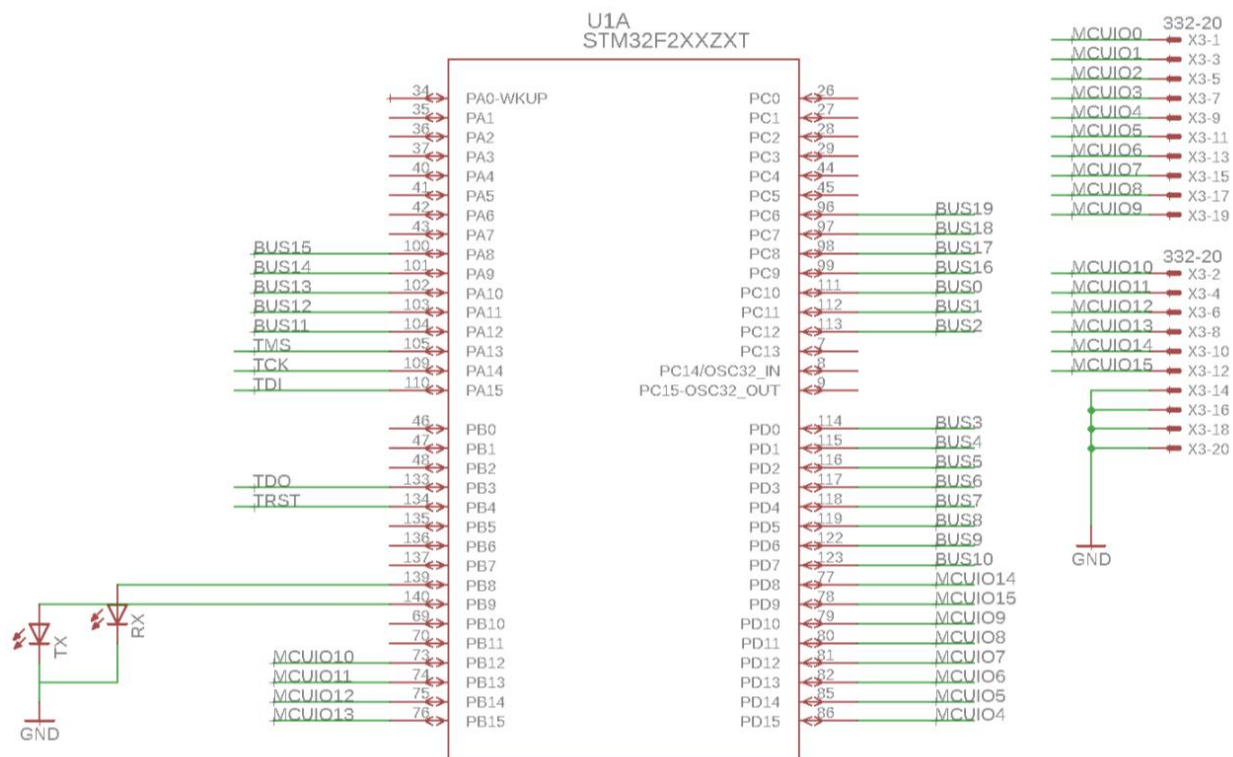 U1A
STM32F2XXZXT
34 PA0-WKUP
35 PA1
36 PA2
37 PA3
40 PA4
41 PA5
42 PA6
43 PA7
BUS15 100 PA8
BUS14 101 PA9
BUS13 102 PA10
BUS12 103 PA11
BUS11 104 PA12
TMS 105 PA13
TCK 109 PA14
TDI 110 PA15
46 PB0
47 PB1
48 PB2
TDO 133 PB3
TRST 134 PB4
135 PB5
136 PB6
137 PB7
139 PB8
140 PB9
69 PB10
70 PB11
MCUIO10 73 PB12
MCUIO11 74 PB13
MCUIO12 75 PB14
MCUIO13 76 PB15
TX
RX
GND
PC0 26
PC1 27
PC2 28
PC3 29
PC4 44
PC5 45
PC6 96 BUS19
PC7 97 BUS18
PC8 98 BUS17
PC9 99 BUS16
PC10 111 BUS0
PC11 112 BUS1
PC12 113 BUS2
PC13 7
PC14/OSC32_IN 8
PC15-OSC32_OUT 9
PD0 114 BUS3
PD1 115 BUS4
PD2 116 BUS5
PD3 117 BUS6
PD4 118 BUS7
PD5 119 BUS8
PD6 122 BUS9
PD7 123 BUS10
PD8 77 MCUIO14
PD9 78 MCUIO15
PD10 79 MCUIO9
PD11 80 MCUIO8
PD12 81 MCUIO7
PD13 82 MCUIO6
PD14 85 MCUIO5
PD15 86 MCUIO4
332-20
MCUIO0 X3-1
MCUIO1 X3-3
MCUIO2 X3-5
MCUIO3 X3-7
MCUIO4 X3-9
MCUIO5 X3-11
MCUIO6 X3-13
MCUIO7 X3-15
MCUIO8 X3-17
MCUIO9 X3-19
332-20
MCUIO10 X3-2
MCUIO11 X3-4
MCUIO12 X3-6
MCUIO13 X3-8
MCUIO14 X3-10
MCUIO15 X3-12
X3-14
X3-16
X3-18
X3-20
GND